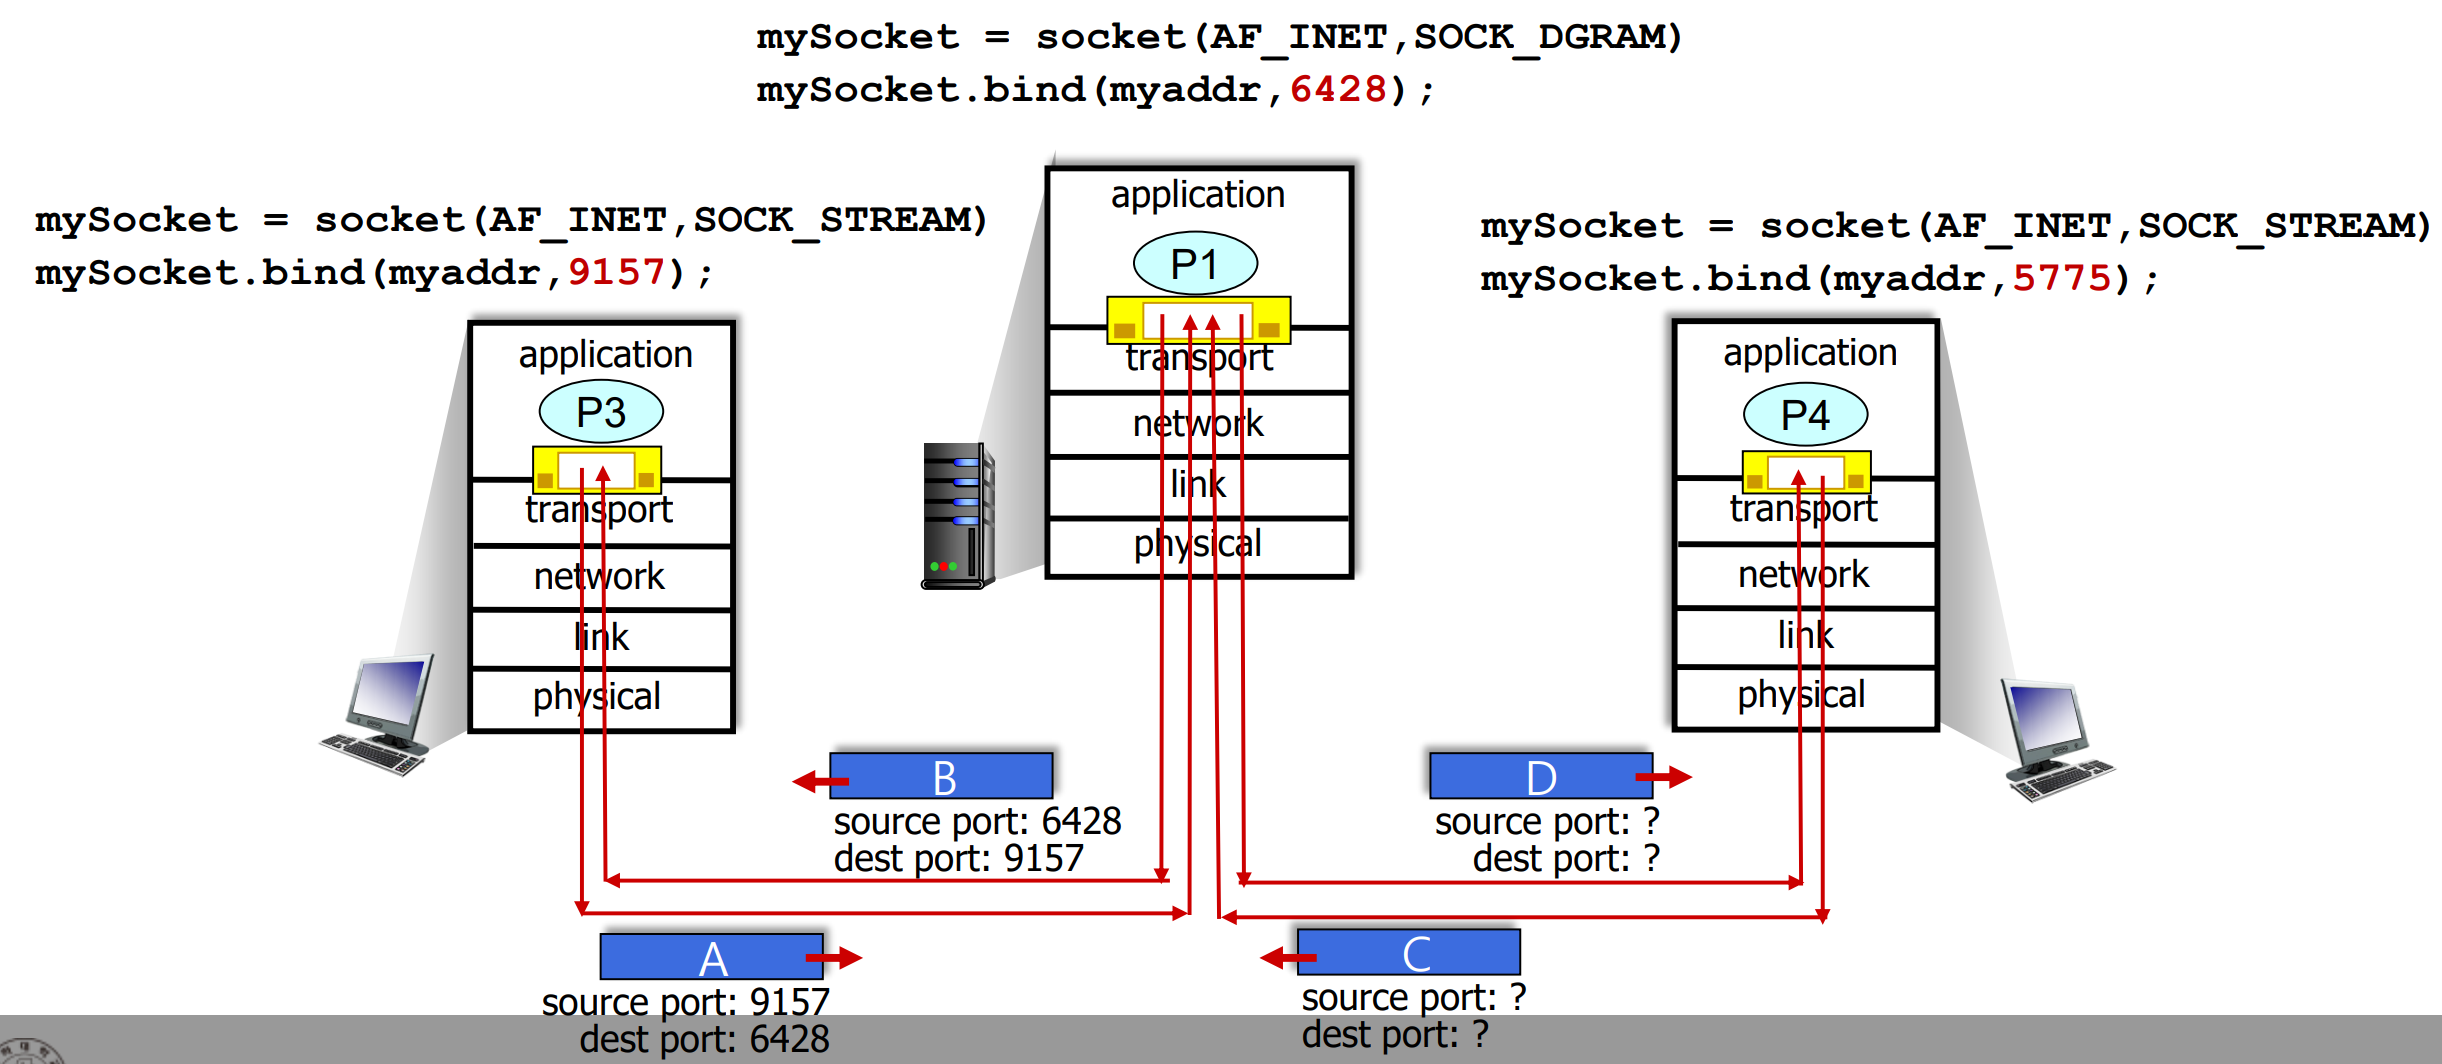 mySocket = socket(AF_INET,SOCK_DGRAM)
mySocket.bind(myaddr,6428);
mySocket = socket(AF_INET,SOCK_STREAM)
mySocket.bind(myaddr,9157);
mySocket = socket(AF_INET,SOCK_STREAM)
mySocket.bind(myaddr,5775);
application
P3
transport
network
link
physical
application
P1
transport
network
link
physical
application
P4
transport
network
link
physical
B
source port: 6428
dest port: 9157
D
source port: ?
dest port: ?
A
source port: 9157
dest port: 6428
C
source port: ?
dest port: ?